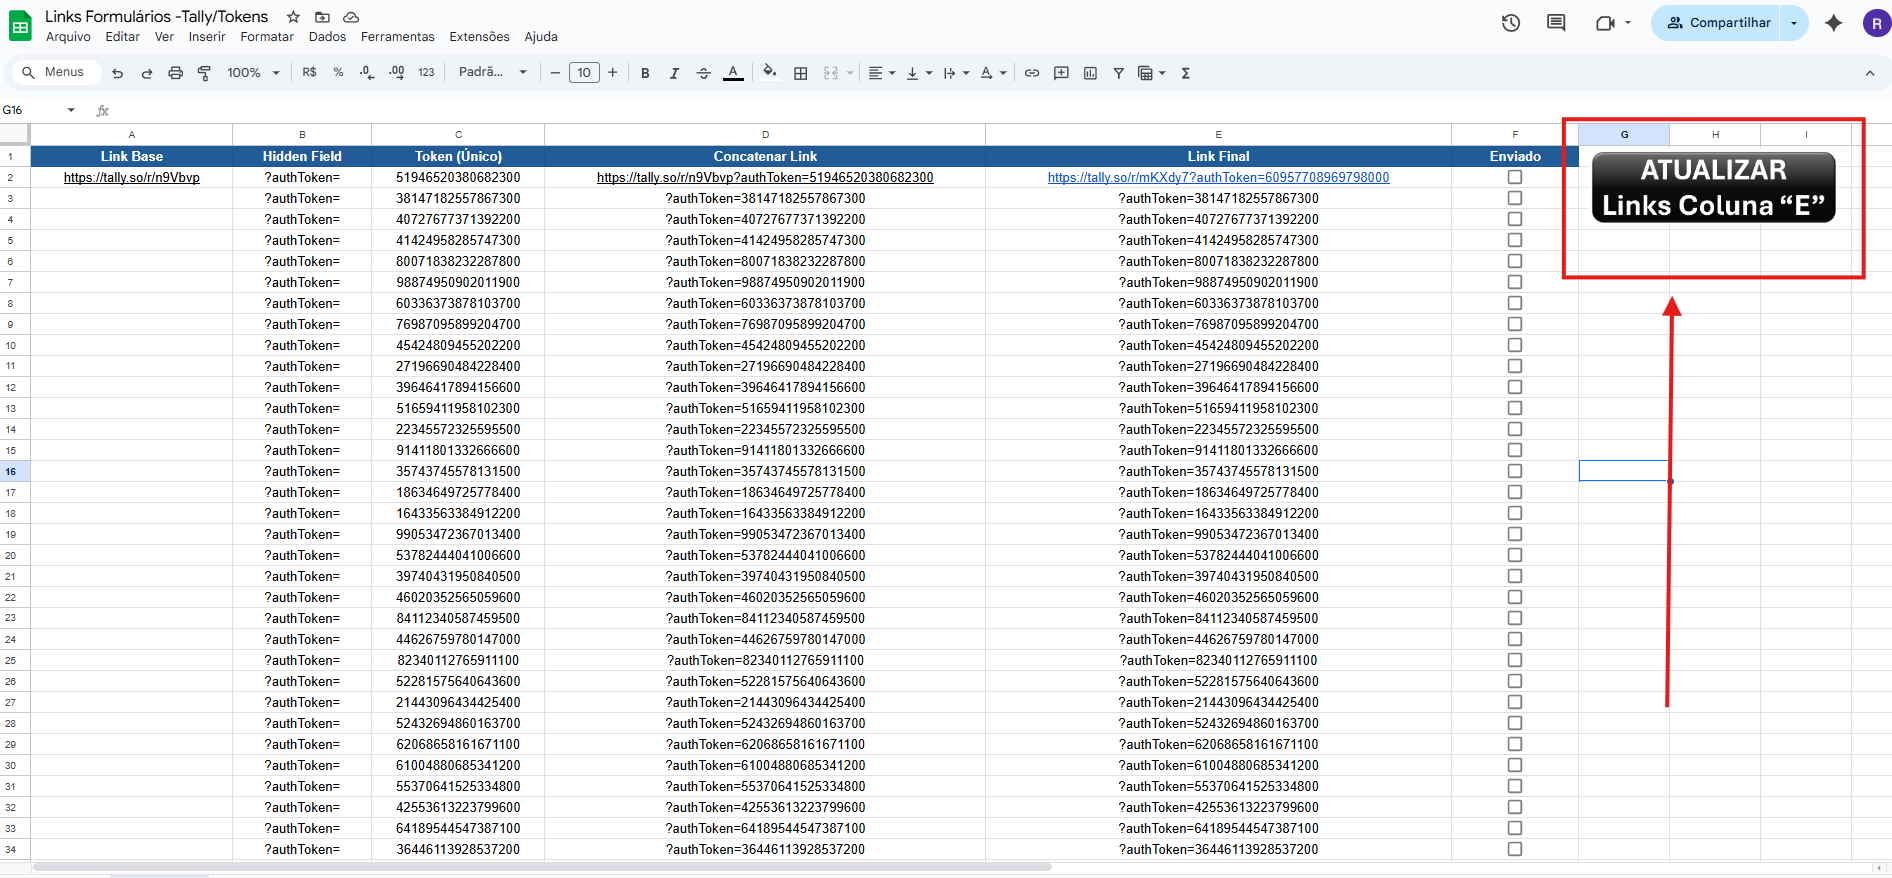 Links Formulários -Tally/Tokens
Arquivo Editar Ver Inserir Formatar Dados Ferramentas Extensões Ajuda
Compartilhar
R
Menus 100% R$ % .0 .00 123 Padrã... 10 B I A
G16 fx
A B C D E F G H I
1 Link Base Hidden Field Token (Único) Concatenar Link Link Final Enviado
ATUALIZAR
Links Coluna “E”
2 https://tally.so/r/n9Vbvp ?authToken= 51946520380682300 https://tally.so/r/n9Vbvp?authToken=51946520380682300 https://tally.so/r/mKXdy7?authToken=60957708969798000
3 ?authToken= 38147182557867300 ?authToken=38147182557867300 ?authToken=38147182557867300
4 ?authToken= 40727677371392200 ?authToken=40727677371392200 ?authToken=40727677371392200
5 ?authToken= 41424958285747300 ?authToken=41424958285747300 ?authToken=41424958285747300
6 ?authToken= 80071838232287800 ?authToken=80071838232287800 ?authToken=80071838232287800
7 ?authToken= 98874950902011900 ?authToken=98874950902011900 ?authToken=98874950902011900
8 ?authToken= 60336373878103700 ?authToken=60336373878103700 ?authToken=60336373878103700
9 ?authToken= 76987095899204700 ?authToken=76987095899204700 ?authToken=76987095899204700
10 ?authToken= 45424809455202200 ?authToken=45424809455202200 ?authToken=45424809455202200
11 ?authToken= 27196690484228400 ?authToken=27196690484228400 ?authToken=27196690484228400
12 ?authToken= 39646417894156600 ?authToken=39646417894156600 ?authToken=39646417894156600
13 ?authToken= 51659411958102300 ?authToken=51659411958102300 ?authToken=51659411958102300
14 ?authToken= 22345572325595500 ?authToken=22345572325595500 ?authToken=22345572325595500
15 ?authToken= 91411801332666600 ?authToken=91411801332666600 ?authToken=91411801332666600
16 ?authToken= 35743745578131500 ?authToken=35743745578131500 ?authToken=35743745578131500
17 ?authToken= 18634649725778400 ?authToken=18634649725778400 ?authToken=18634649725778400
18 ?authToken= 16433563384912200 ?authToken=16433563384912200 ?authToken=16433563384912200
19 ?authToken= 99053472367013400 ?authToken=99053472367013400 ?authToken=99053472367013400
20 ?authToken= 53782444041006600 ?authToken=53782444041006600 ?authToken=53782444041006600
21 ?authToken= 39740431950840500 ?authToken=39740431950840500 ?authToken=39740431950840500
22 ?authToken= 46020352565059600 ?authToken=46020352565059600 ?authToken=46020352565059600
23 ?authToken= 84112340587459500 ?authToken=84112340587459500 ?authToken=84112340587459500
24 ?authToken= 44626759780147000 ?authToken=44626759780147000 ?authToken=44626759780147000
25 ?authToken= 82340112765911100 ?authToken=82340112765911100 ?authToken=82340112765911100
26 ?authToken= 52281575640643600 ?authToken=52281575640643600 ?authToken=52281575640643600
27 ?authToken= 21443096434425400 ?authToken=21443096434425400 ?authToken=21443096434425400
28 ?authToken= 52432694860163700 ?authToken=52432694860163700 ?authToken=52432694860163700
29 ?authToken= 62068658161671100 ?authToken=62068658161671100 ?authToken=62068658161671100
30 ?authToken= 61004880685341200 ?authToken=61004880685341200 ?authToken=61004880685341200
31 ?authToken= 55370641525334800 ?authToken=55370641525334800 ?authToken=55370641525334800
32 ?authToken= 42553613223799600 ?authToken=42553613223799600 ?authToken=42553613223799600
33 ?authToken= 64189544547387100 ?authToken=64189544547387100 ?authToken=64189544547387100
34 ?authToken= 36446113928537200 ?authToken=36446113928537200 ?authToken=36446113928537200